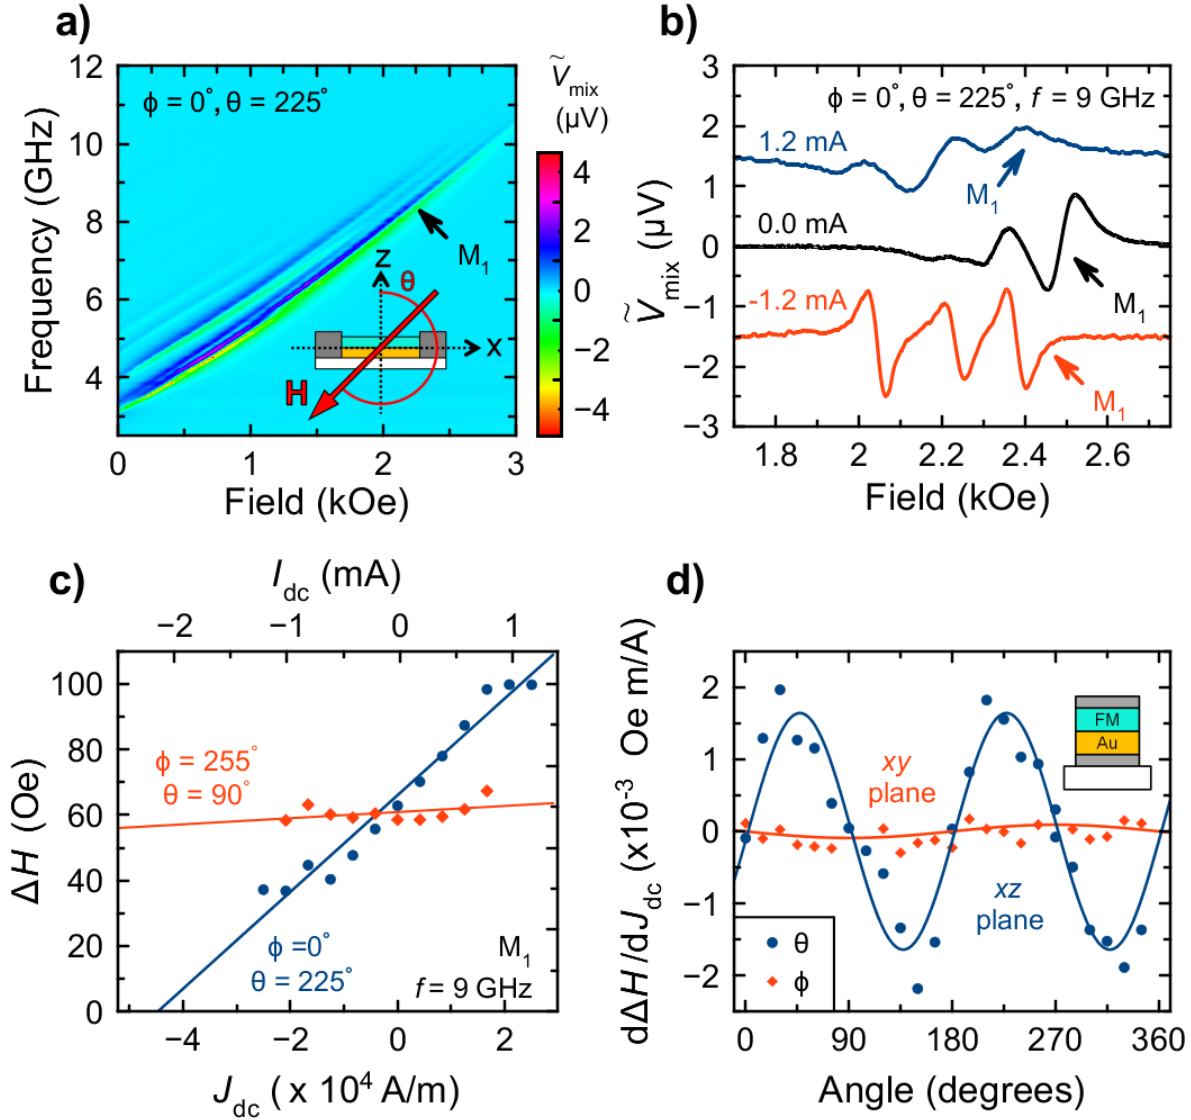 a)
12
10
8
6
4
Frequency (GHz)
ϕ = 0°, θ = 225°
M₁
z
θ
x
H
0
1
2
3
Field (kOe)
Ṽmix
(μV)
4
2
0
−2
−4
b)
3
2
1
0
−1
−2
−3
Ṽmix (μV)
ϕ = 0°, θ = 225°, f = 9 GHz
1.2 mA
M₁
0.0 mA
M₁
-1.2 mA
M₁
1.8
2
2.2
2.4
2.6
Field (kOe)
c)
Idc (mA)
−2
−1
0
1
100
80
60
40
20
0
ΔH (Oe)
ϕ = 255°
θ = 90°
ϕ =0°
θ = 225°
M₁
f = 9 GHz
−4
−2
0
2
Jdc ( x 10⁴ A/m)
d)
2
1
0
−1
−2
dΔH/dJdc (x10⁻³ Oe m/A)
FM
Au
xy
plane
xz
plane
θ
ϕ
0
90
180
270
360
Angle (degrees)